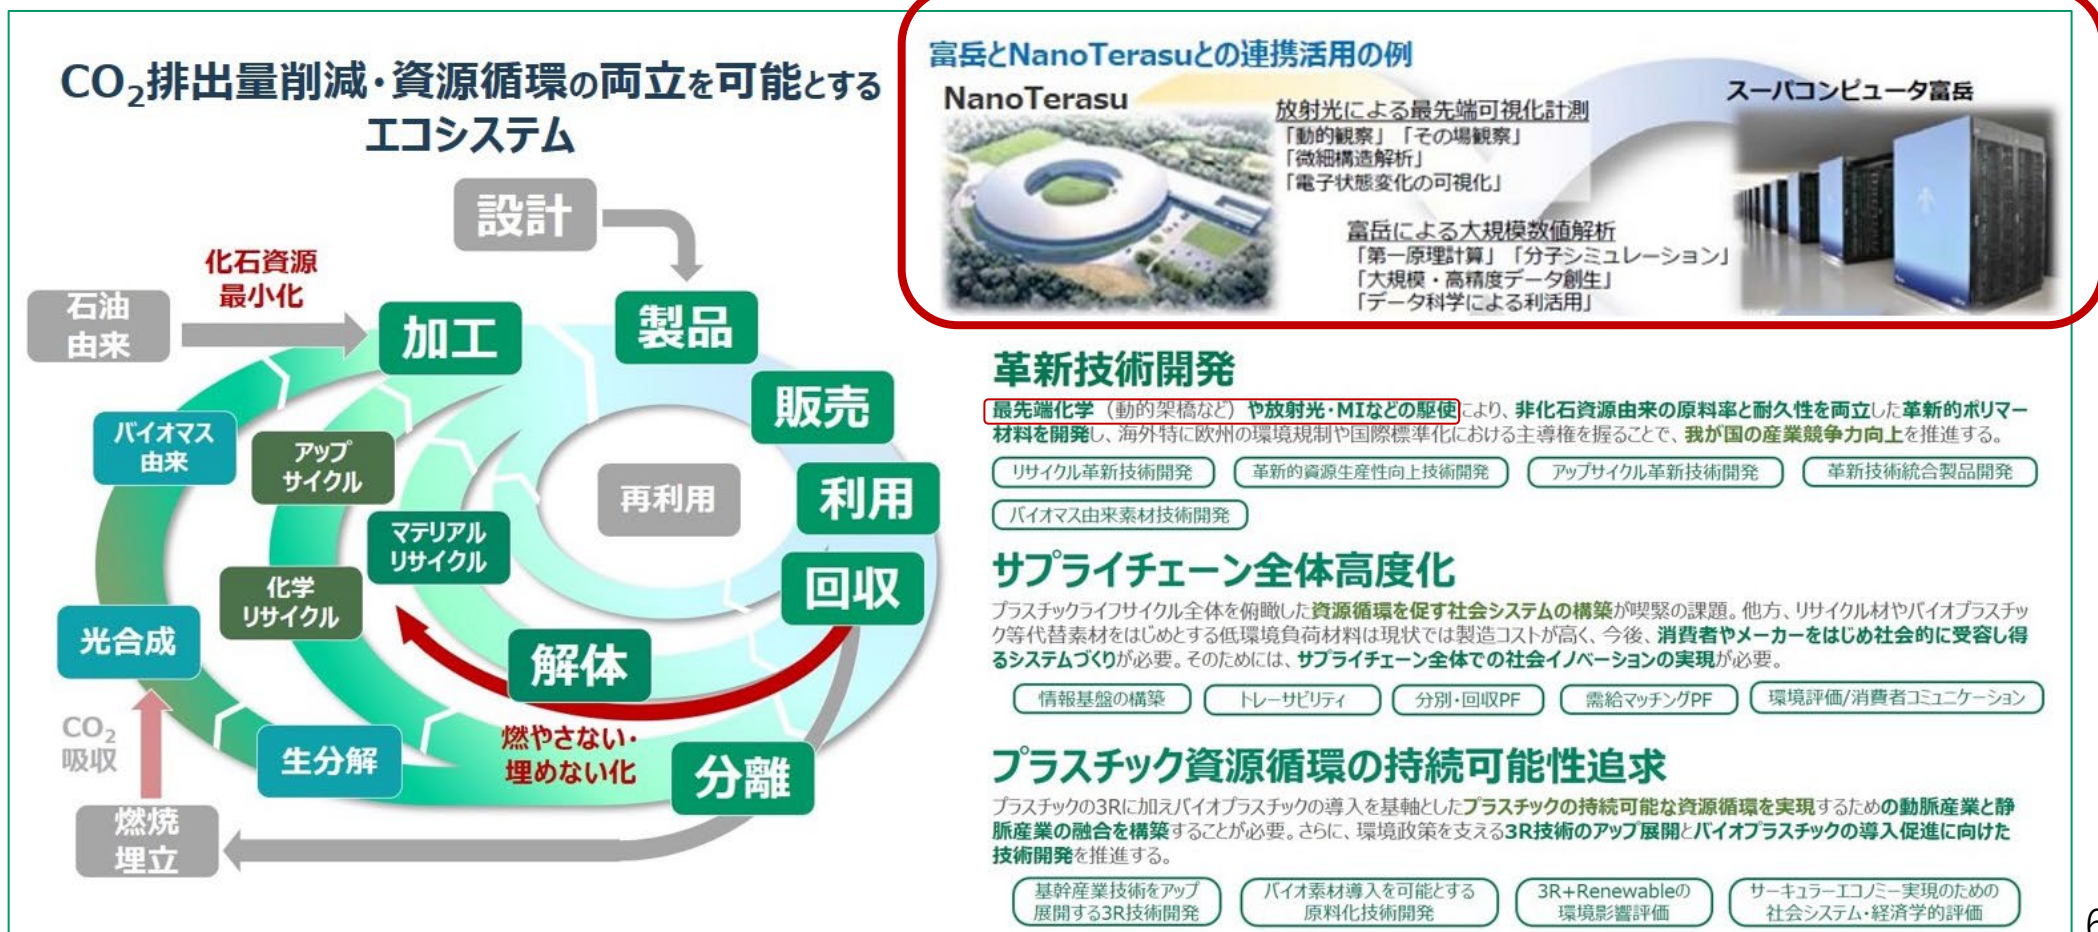 CO₂排出量削減・資源循環の両立を可能とする
エコシステム
設計
化石資源
最小化
石油
由来
加工
製品
販売
利用
回収
再利用
バイオマス
由来
アップ
サイクル
マテリアル
リサイクル
化学
リサイクル
光合成
解体
CO₂
吸収
生分解
燃やさない・
埋めない化
分離
燃焼
埋立
富岳とNanoTerasuとの連携活用の例
NanoTerasu
放射光による最先端可視化計測
「動的観察」「その場観察」
「微細構造解析」
「電子状態変化の可視化」
スーパコンピュータ富岳
富岳による大規模数値解析
「第一原理計算」「分子シミュレーション」
「大規模・高精度データ創生」
「データ科学による利活用」
革新技術開発
最先端化学（動的架橋など）や放射光・MIなどの駆使により、非化石資源由来の原料率と耐久性を両立した革新的ポリマー
材料を開発し、海外特に欧州の環境規制や国際標準化における主導権を握ることで、我が国の産業競争力向上を推進する。
リサイクル革新技術開発
革新的資源生産性向上技術開発
アップサイクル革新技術開発
革新技術統合製品開発
バイオマス由来素材技術開発
サプライチェーン全体高度化
プラスチックライフサイクル全体を俯瞰した資源循環を促す社会システムの構築が喫緊の課題。他方、リサイクル材やバイオプラスチッ
ク等代替素材をはじめとする低環境負荷材料は現状では製造コストが高く、今後、消費者やメーカーをはじめ社会的に受容し得
るシステムづくりが必要。そのためには、サプライチェーン全体での社会イノベーションの実現が必要。
情報基盤の構築
トレーサビリティ
分別・回収PF
需給マッチングPF
環境評価/消費者コミュニケーション
プラスチック資源循環の持続可能性追求
プラスチックの3Rに加えバイオプラスチックの導入を基軸としたプラスチックの持続可能な資源循環を実現するための動脈産業と静
脈産業の融合を構築することが必要。さらに、環境政策を支える3R技術のアップ展開とバイオプラスチックの導入促進に向けた
技術開発を推進する。
基幹産業技術をアップ
展開する3R技術開発
バイオ素材導入を可能とする
原料化技術開発
3R+Renewableの
環境影響評価
サーキュラーエコノミー実現のための
社会システム・経済学的評価